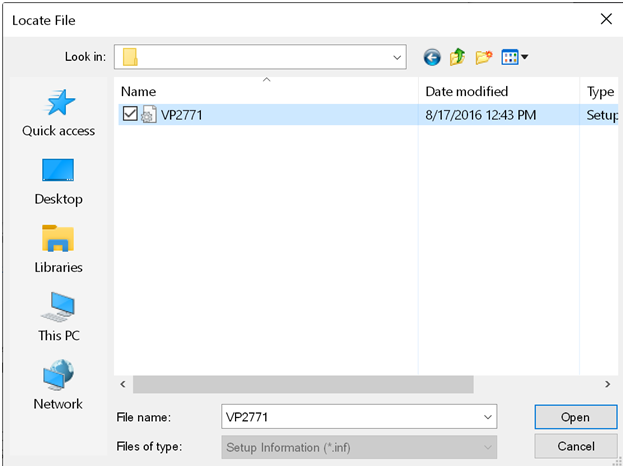 Locate File
Look in:
Name Date modified Type
VP2771 8/17/2016 12:43 PM Setup
Quick access
Desktop
Libraries
This PC
Network
File name: VP2771 Open
Files of type: Setup Information (*.inf) Cancel